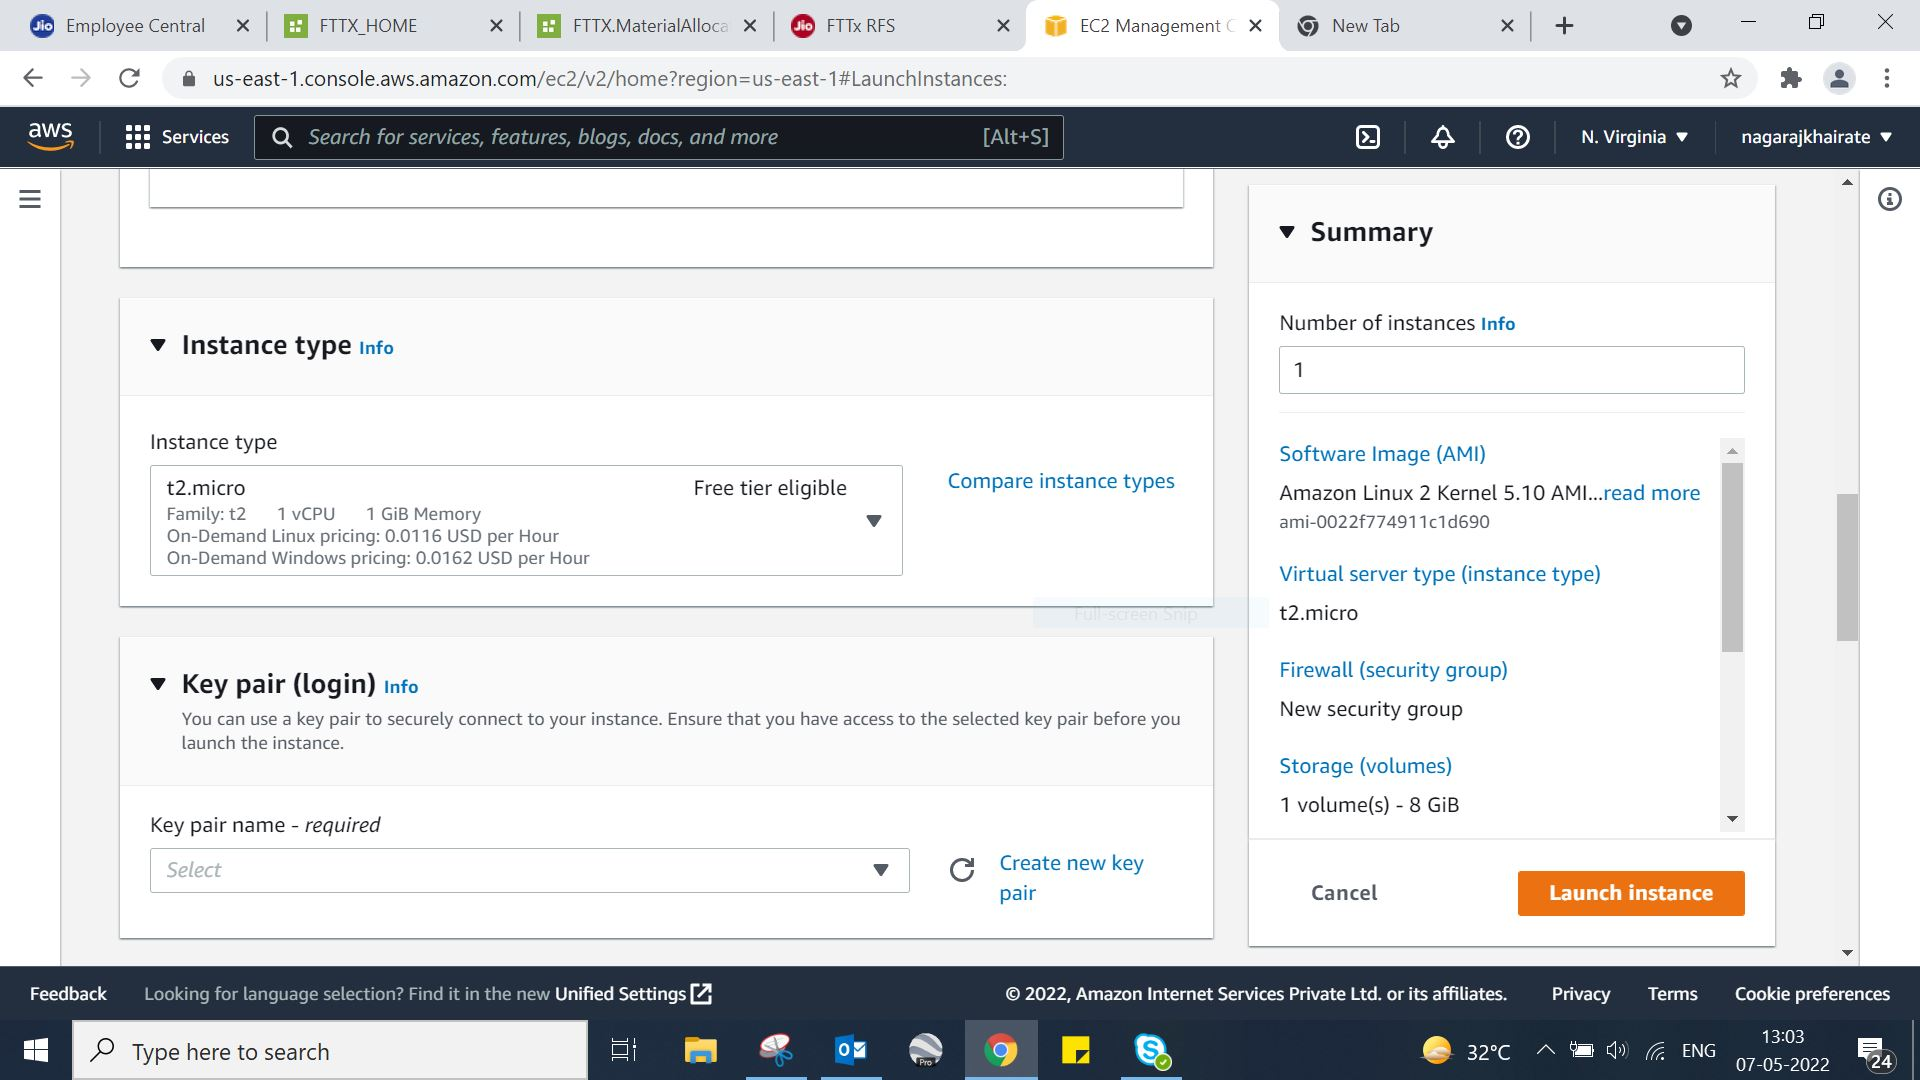 Employee Central
FTTX_HOME
FTTX.MaterialAlloca
FTTx RFS
EC2 Management C
New Tab
us-east-1.console.aws.amazon.com/ec2/v2/home?region=us-east-1#LaunchInstances:
aws
Services
Search for services, features, blogs, docs, and more
[Alt+S]
N. Virginia
nagarajkhairate
Instance type Info
Instance type
t2.micro
Free tier eligible
Family: t2 1 vCPU 1 GiB Memory
On-Demand Linux pricing: 0.0116 USD per Hour
On-Demand Windows pricing: 0.0162 USD per Hour
Compare instance types
Full-screen Snip
Key pair (login) Info
You can use a key pair to securely connect to your instance. Ensure that you have access to the selected key pair before you
launch the instance.
Key pair name - required
Select
Create new key
pair
Summary
Number of instances Info
1
Software Image (AMI)
Amazon Linux 2 Kernel 5.10 AMI...read more
ami-0022f774911c1d690
Virtual server type (instance type)
t2.micro
Firewall (security group)
New security group
Storage (volumes)
1 volume(s) - 8 GiB
Cancel
Launch instance
Feedback
Looking for language selection? Find it in the new Unified Settings
© 2022, Amazon Internet Services Private Ltd. or its affiliates.
Privacy
Terms
Cookie preferences
Type here to search
Pro
32°C
ENG
13:03
07-05-2022
24